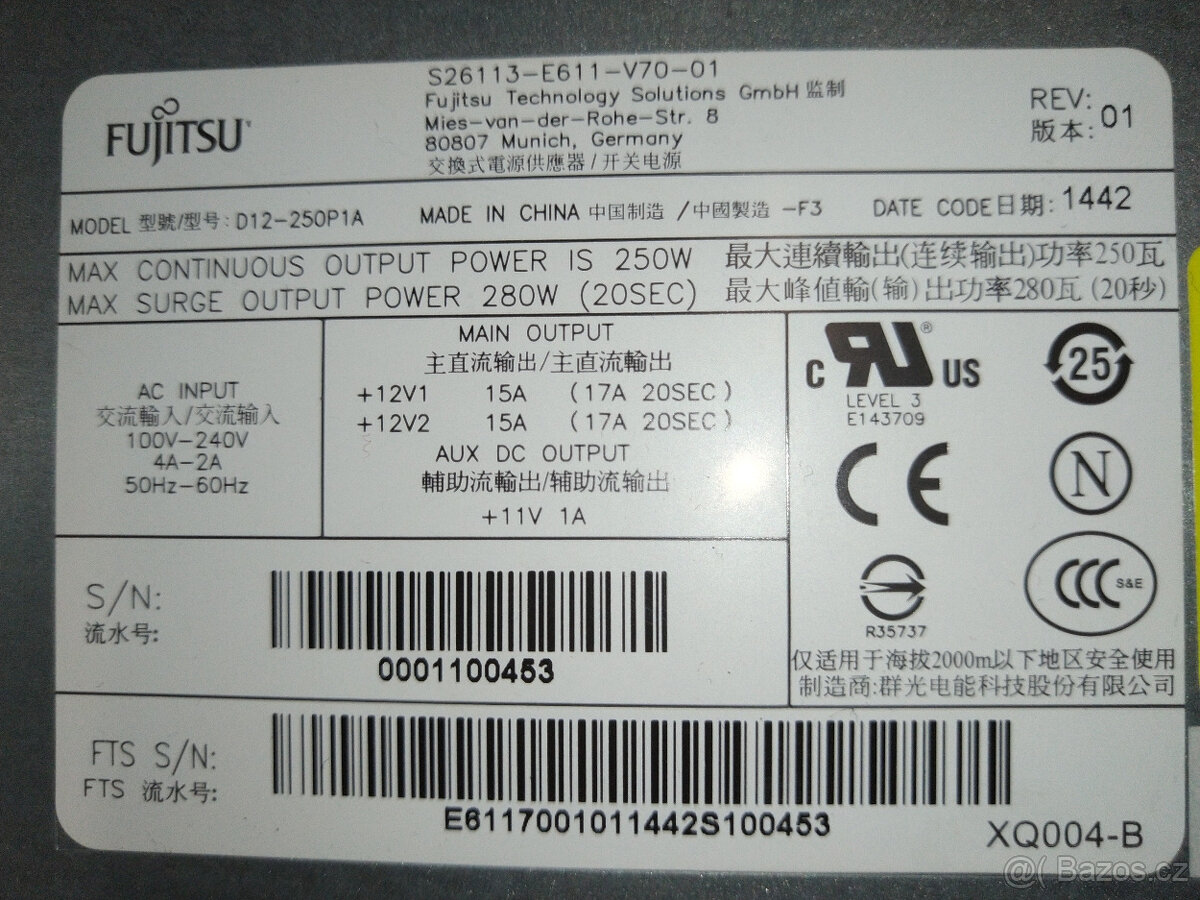 S26113-E611-V70-01
FUJITSU
Fujitsu Technology Solutions GmbH 監制
Mies-van-der-Rohe-Str. 8
80807 Munich, Germany
交換式電源供應器/开关电源
REV:
版本: 01
MODEL 型號/型号: D12-250P1A MADE IN CHINA 中国制造 /中國製造 -F3 DATE CODE日期: 1442
MAX CONTINUOUS OUTPUT POWER IS 250W 最大連續輸出(连续输出)功率250瓦
MAX SURGE OUTPUT POWER 280W (20SEC) 最大峰值輸(输)出功率280瓦 (20秒)
AC INPUT
交流輸入/交流输入
100V-240V
4A-2A
50Hz-60Hz
MAIN OUTPUT
主直流输出/主直流輸出
+12V1 15A (17A 20SEC)
+12V2 15A (17A 20SEC)
AUX DC OUTPUT
輔助流輸出/辅助流输出
+11V 1A
c RU ® US
LEVEL 3
E143709
25
CE
N
R35737
CCC S&E
仅适用于海拔2000m以下地区安全使用
制造商:群光电能科技股份有限公司
S/N:
流水号:
0001100453
FTS S/N:
FTS 流水号:
E6117001011442S100453
XQ004-B
@( Bazos.cz